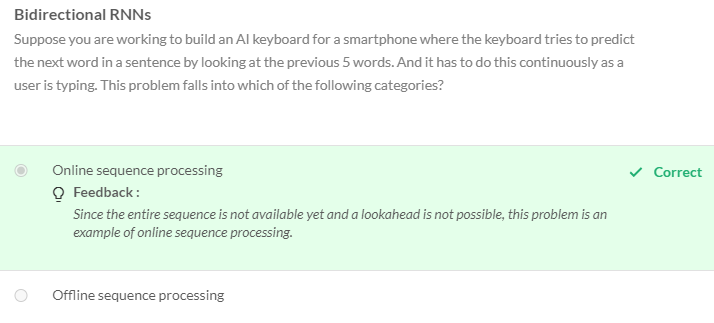 Bidirectional RNNs
Suppose you are working to build an AI keyboard for a smartphone where the keyboard tries to predict
the next word in a sentence by looking at the previous 5 words. And it has to do this continuously as a
user is typing. This problem falls into which of the following categories?
Online sequence processing
Correct
Feedback :
Since the entire sequence is not available yet and a lookahead is not possible, this problem is an
example of online sequence processing.
Offline sequence processing